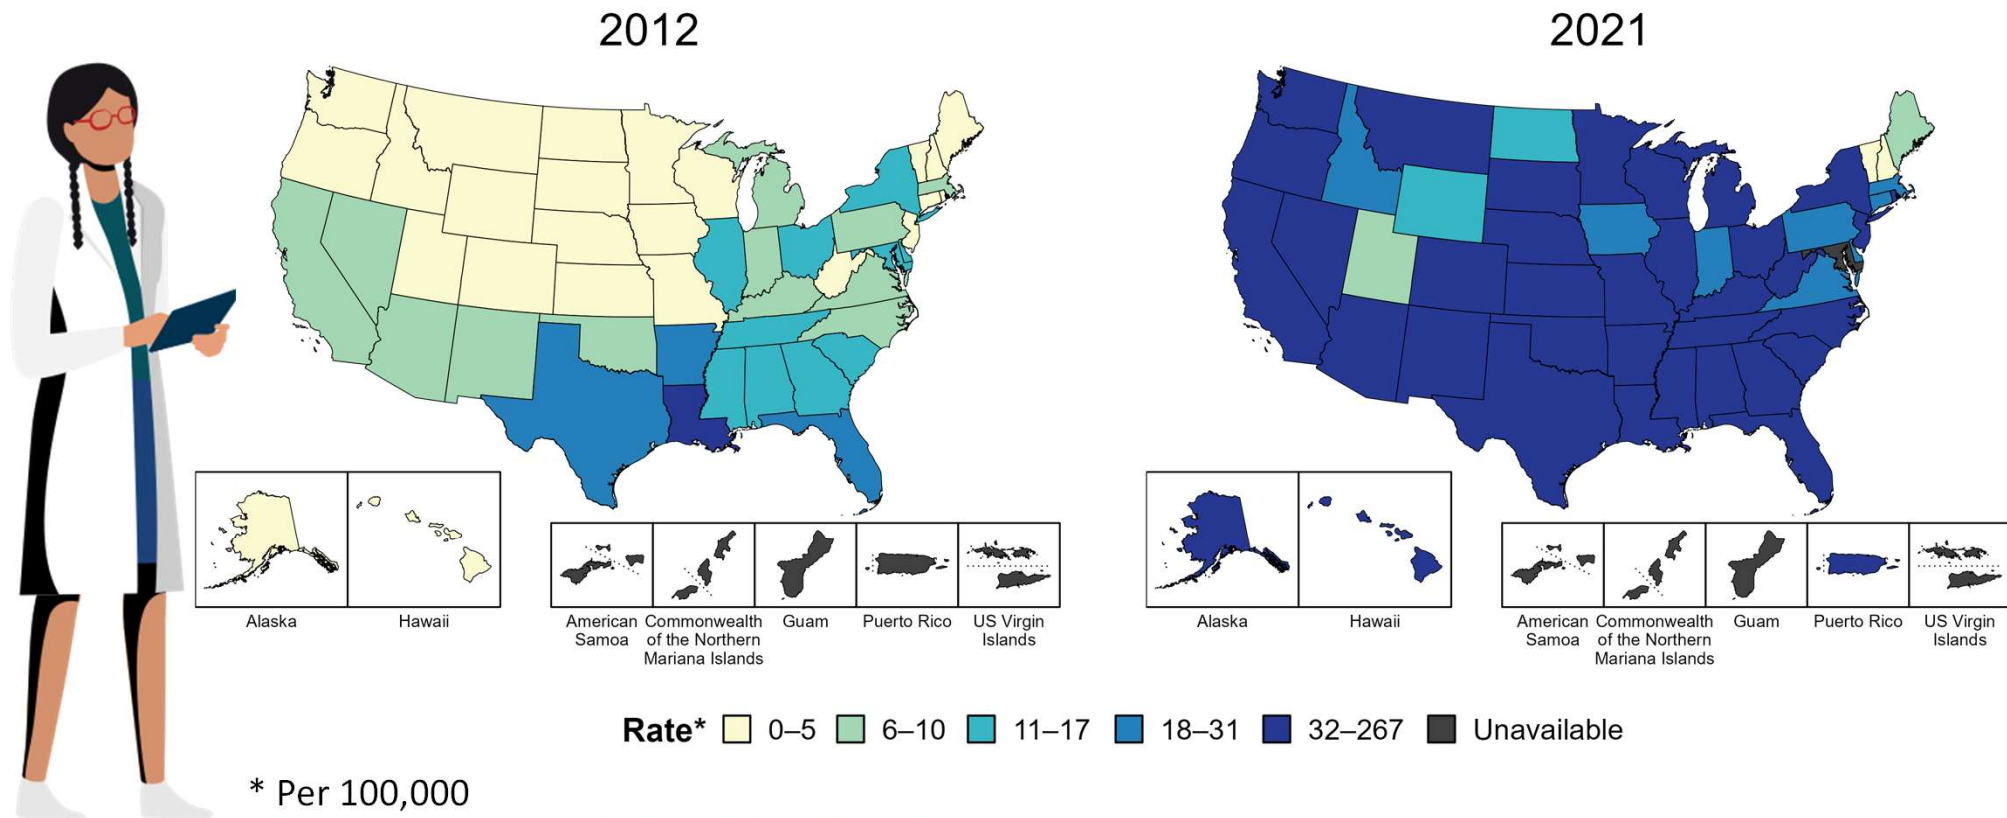 2012
2021
Alaska
Hawaii
American
Samoa
Commonwealth
of the Northern
Mariana Islands
Guam
Puerto Rico
US Virgin
Islands
Alaska
Hawaii
American
Samoa
Commonwealth
of the Northern
Mariana Islands
Guam
Puerto Rico
US Virgin
Islands
Rate* 0–5 6–10 11–17 18–31 32–267 Unavailable
* Per 100,000